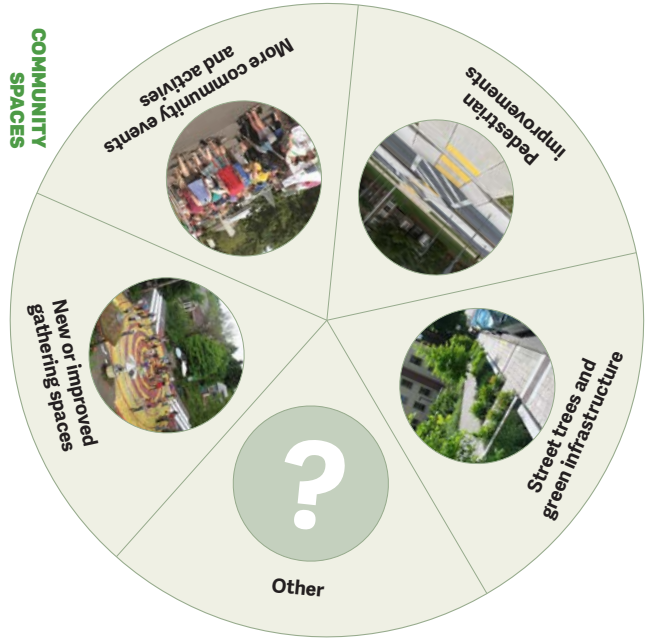 COMMUNITY
SPACES
More community events
and activies
Pedestrian
improvements
Street trees and
green infrastructure
?
Other
New or improved
gathering spaces